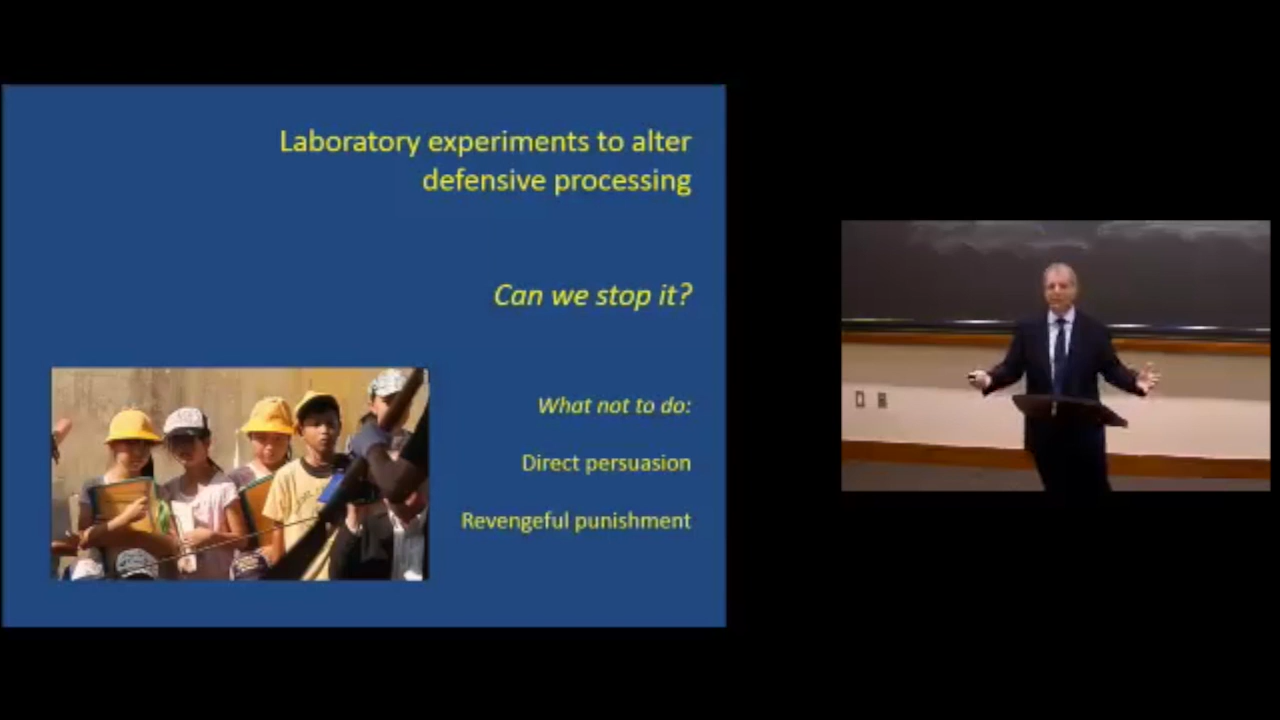 Laboratory experiments to alter
defensive processing
Can we stop it?
What not to do:
Direct persuasion
Revengeful punishment